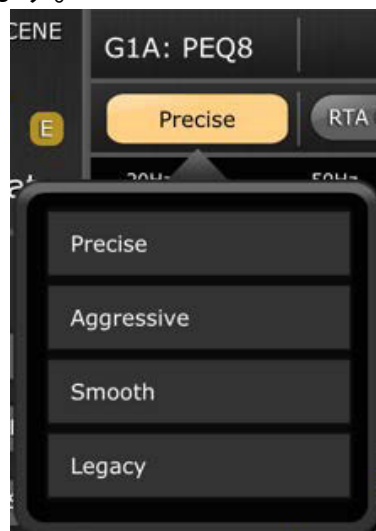 CENE
G1A: PEQ8
E
Precise
RTA
20Hz
50Hz
Precise
Aggressive
Smooth
Legacy